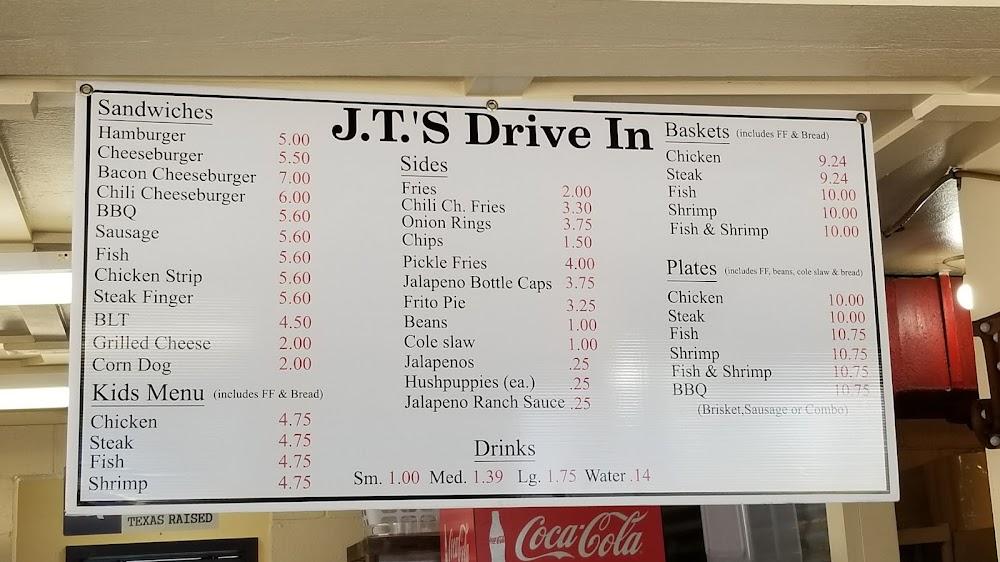 J.T.'S Drive In
Sandwiches
Hamburger 5.00
Cheeseburger 5.50
Bacon Cheeseburger 7.00
Chili Cheeseburger 6.00
BBQ 5.60
Sausage 5.60
Fish 5.60
Chicken Strip 5.60
Steak Finger 5.60
BLT 4.50
Grilled Cheese 2.00
Corn Dog 2.00
Kids Menu (includes FF & Bread)
Chicken 4.75
Steak 4.75
Fish 4.75
Shrimp 4.75
Sides
Fries 2.00
Chili Ch. Fries 3.30
Onion Rings 3.75
Chips 1.50
Pickle Fries 4.00
Jalapeno Bottle Caps 3.75
Frito Pie 3.25
Beans 1.00
Cole slaw 1.00
Jalapenos .25
Hushpuppies (ea.) .25
Jalapeno Ranch Sauce .25
Drinks
Sm. 1.00 Med. 1.39 Lg. 1.75 Water .14
Baskets (includes FF & Bread)
Chicken 9.24
Steak 9.24
Fish 10.00
Shrimp 10.00
Fish & Shrimp 10.00
Plates (includes FF, beans, cole slaw & bread)
Chicken 10.00
Steak 10.00
Fish 10.75
Shrimp 10.75
Fish & Shrimp 10.75
BBQ 10.75
(Brisket,Sausage or Combo)
TEXAS RAISED
Coca-Cola